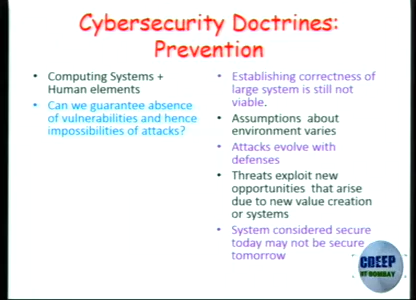 Cybersecurity Doctrines:
Prevention
• Computing Systems +
Human elements
• Can we guarantee absence
of vulnerabilities and hence
impossibilities of attacks?
• Establishing correctness of
large system is still not
viable.
• Assumptions about
environment varies
• Attacks evolve with
defenses
• Threats exploit new
opportunities that arise
due to new value creation
or systems
• System considered secure
today may not be secure
tomorrow
CDEEP
IIT BOMBAY